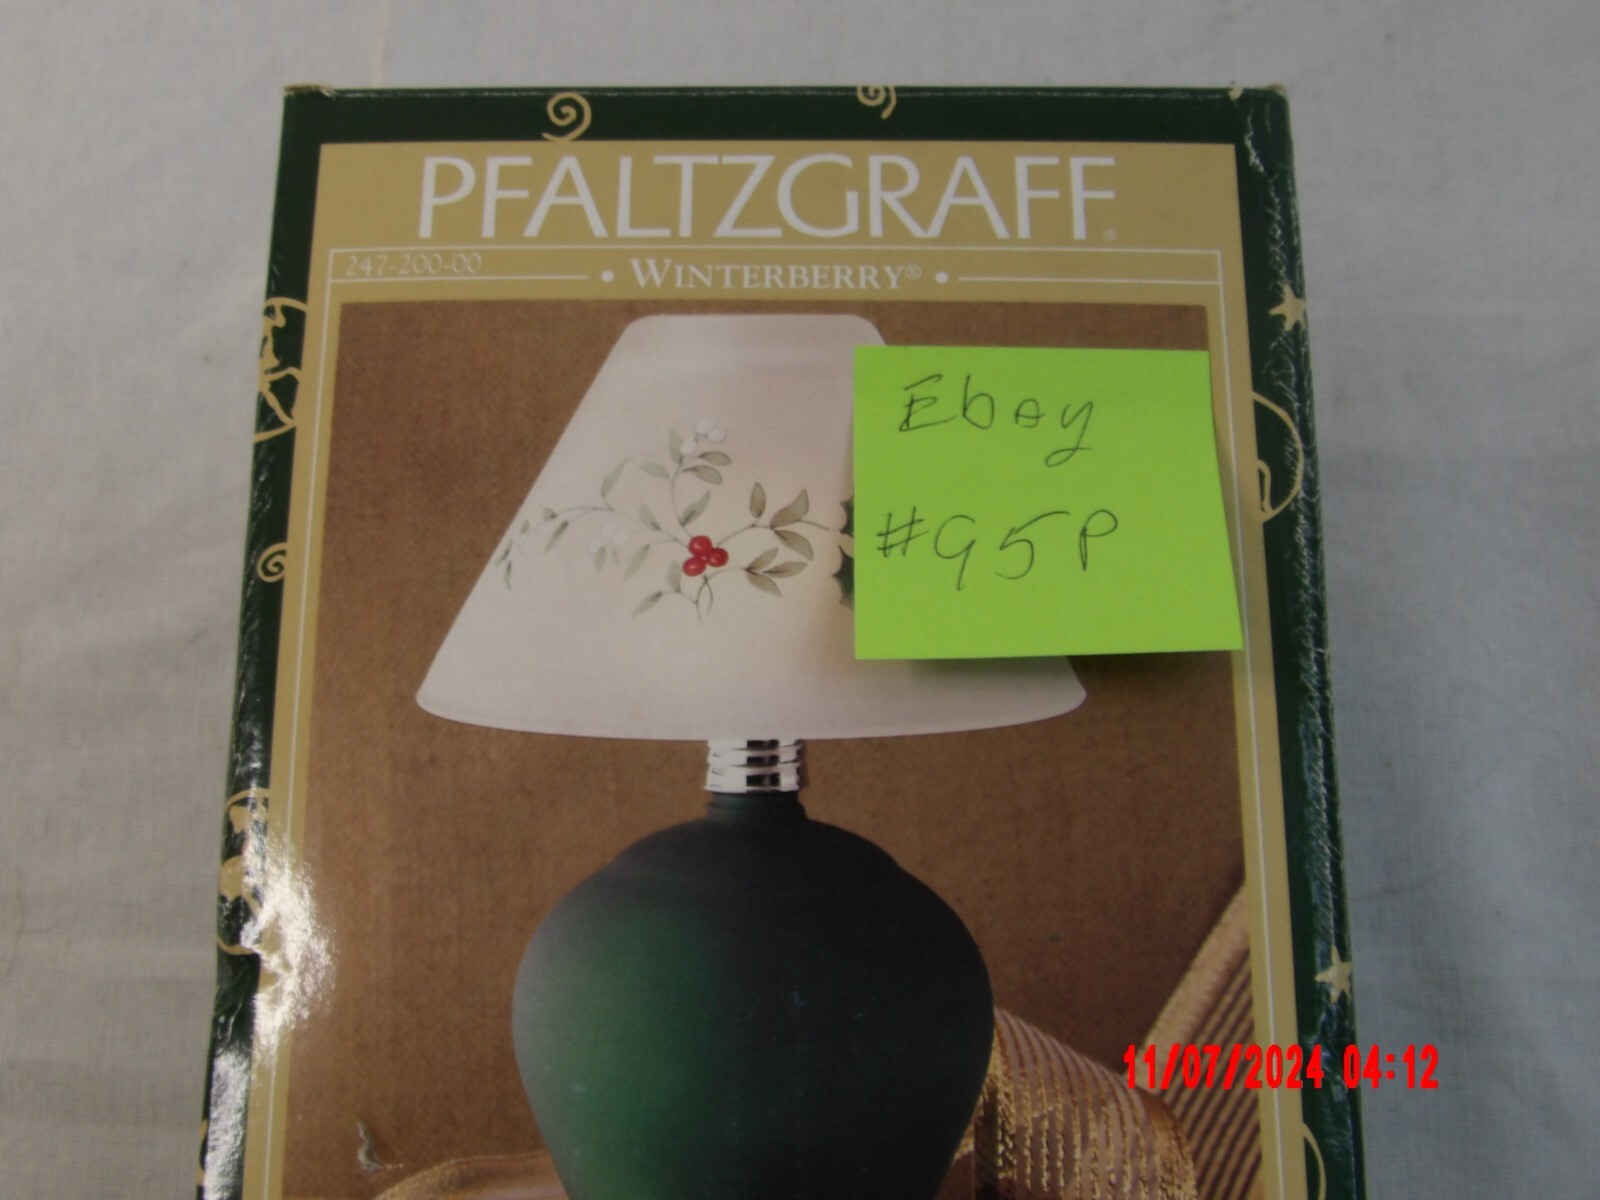 PFALTZGRAFF®
247-200-00
• WINTERBERRY® •
Ebay
#95P
11/07/2024 04:12